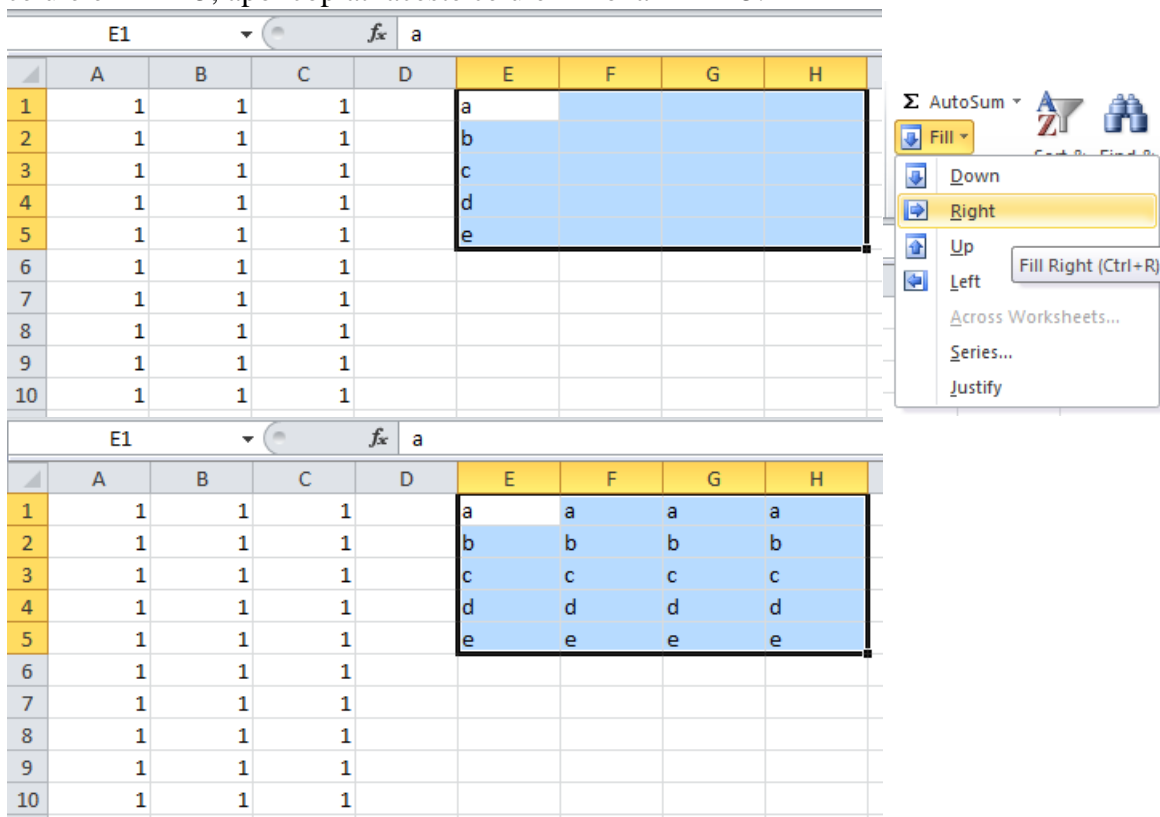 E1 fx a
A B C D E F G H
1 1 1 1 a
2 1 1 1 b
3 1 1 1 c
4 1 1 1 d
5 1 1 1 e
6 1 1 1
7 1 1 1
8 1 1 1
9 1 1 1
10 1 1 1
Σ AutoSum
Fill
Down
Right
Up
Fill Right (Ctrl+R)
Left
Across Worksheets...
Series...
Justify
E1 fx a
A B C D E F G H
1 1 1 1 a a a a
2 1 1 1 b b b b
3 1 1 1 c c c c
4 1 1 1 d d d d
5 1 1 1 e e e e
6 1 1 1
7 1 1 1
8 1 1 1
9 1 1 1
10 1 1 1